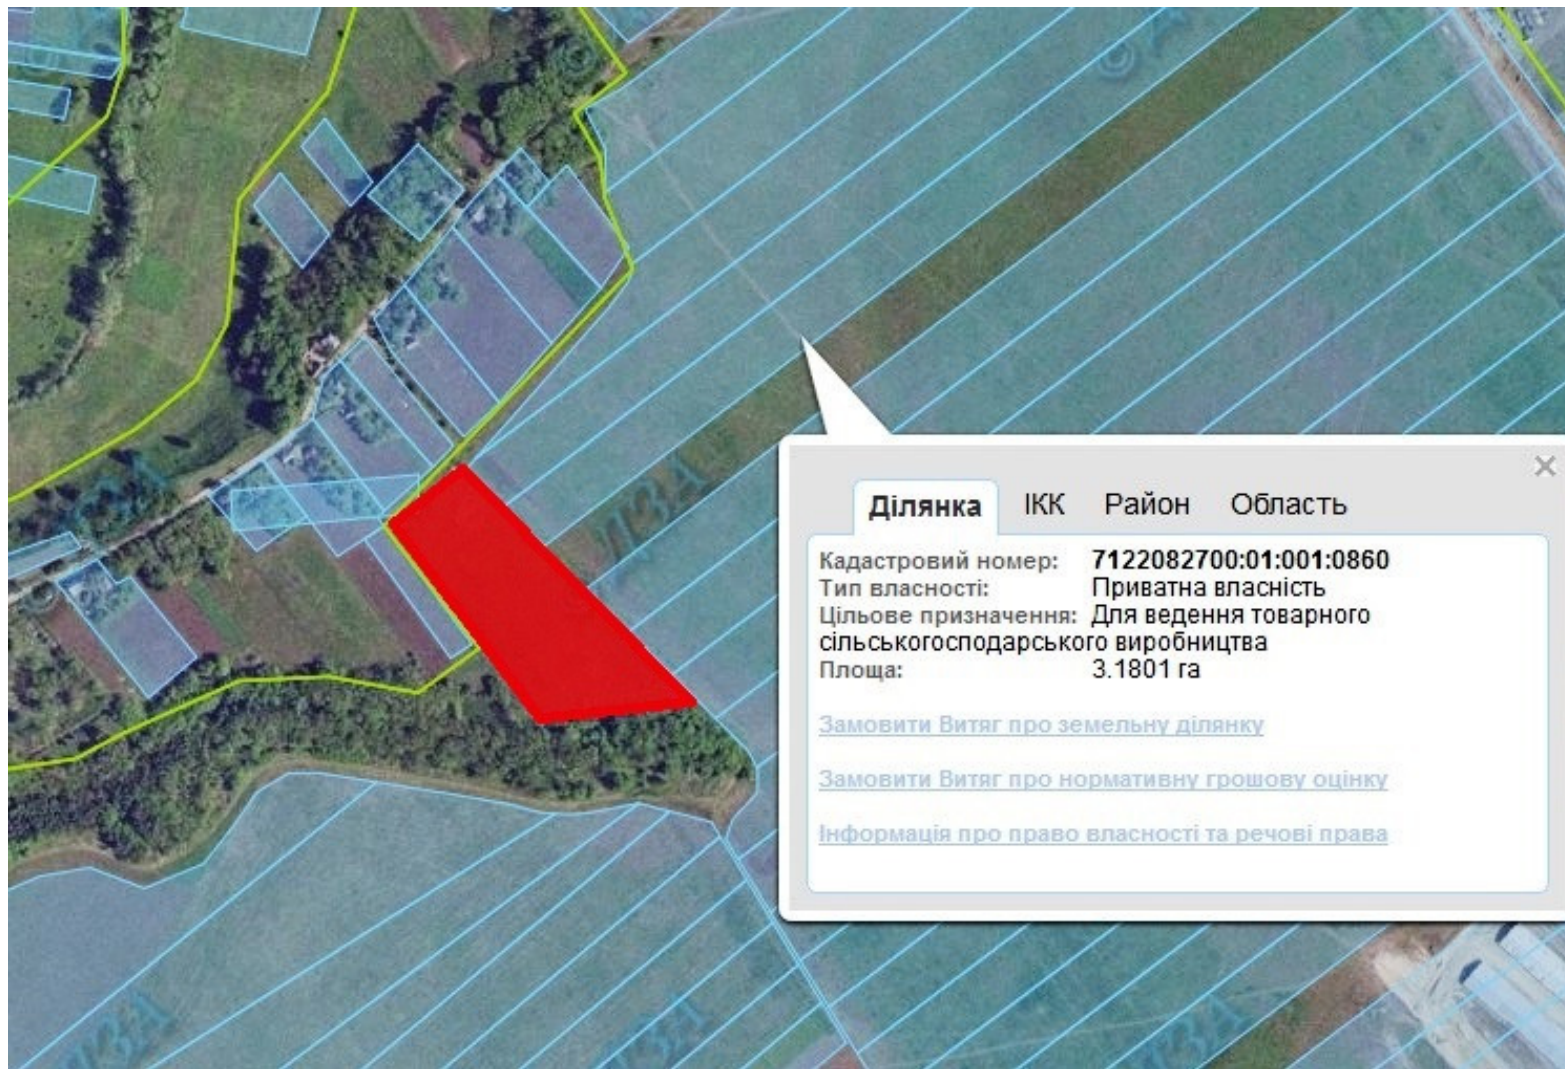 Ділянка ІКК Район Область
Кадастровий номер: 7122082700:01:001:0860
Тип власності: Приватна власність
Цільове призначення: Для ведення товарного
сільськогосподарського виробництва
Площа: 3.1801 га
Замовити Витяг про земельну ділянку
Замовити Витяг про нормативну грошову оцінку
Інформація про право власності та речові права